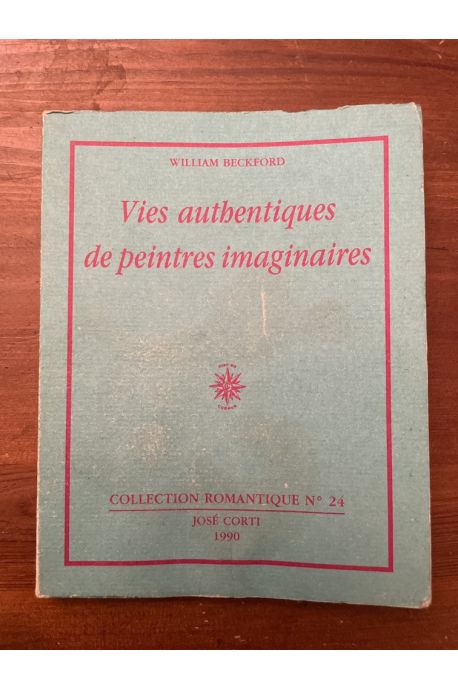 WILLIAM BECKFORD
Vies authentiques
de peintres imaginaires
COLLECTION ROMANTIQUE N° 24
JOSÉ CORTI
1990